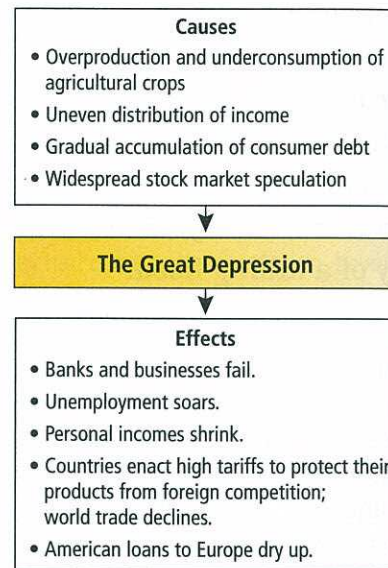 Causes
• Overproduction and underconsumption of
agricultural crops
• Uneven distribution of income
• Gradual accumulation of consumer debt
• Widespread stock market speculation
The Great Depression
Effects
• Banks and businesses fail.
• Unemployment soars.
• Personal incomes shrink.
• Countries enact high tariffs to protect their
products from foreign competition;
world trade declines.
• American loans to Europe dry up.